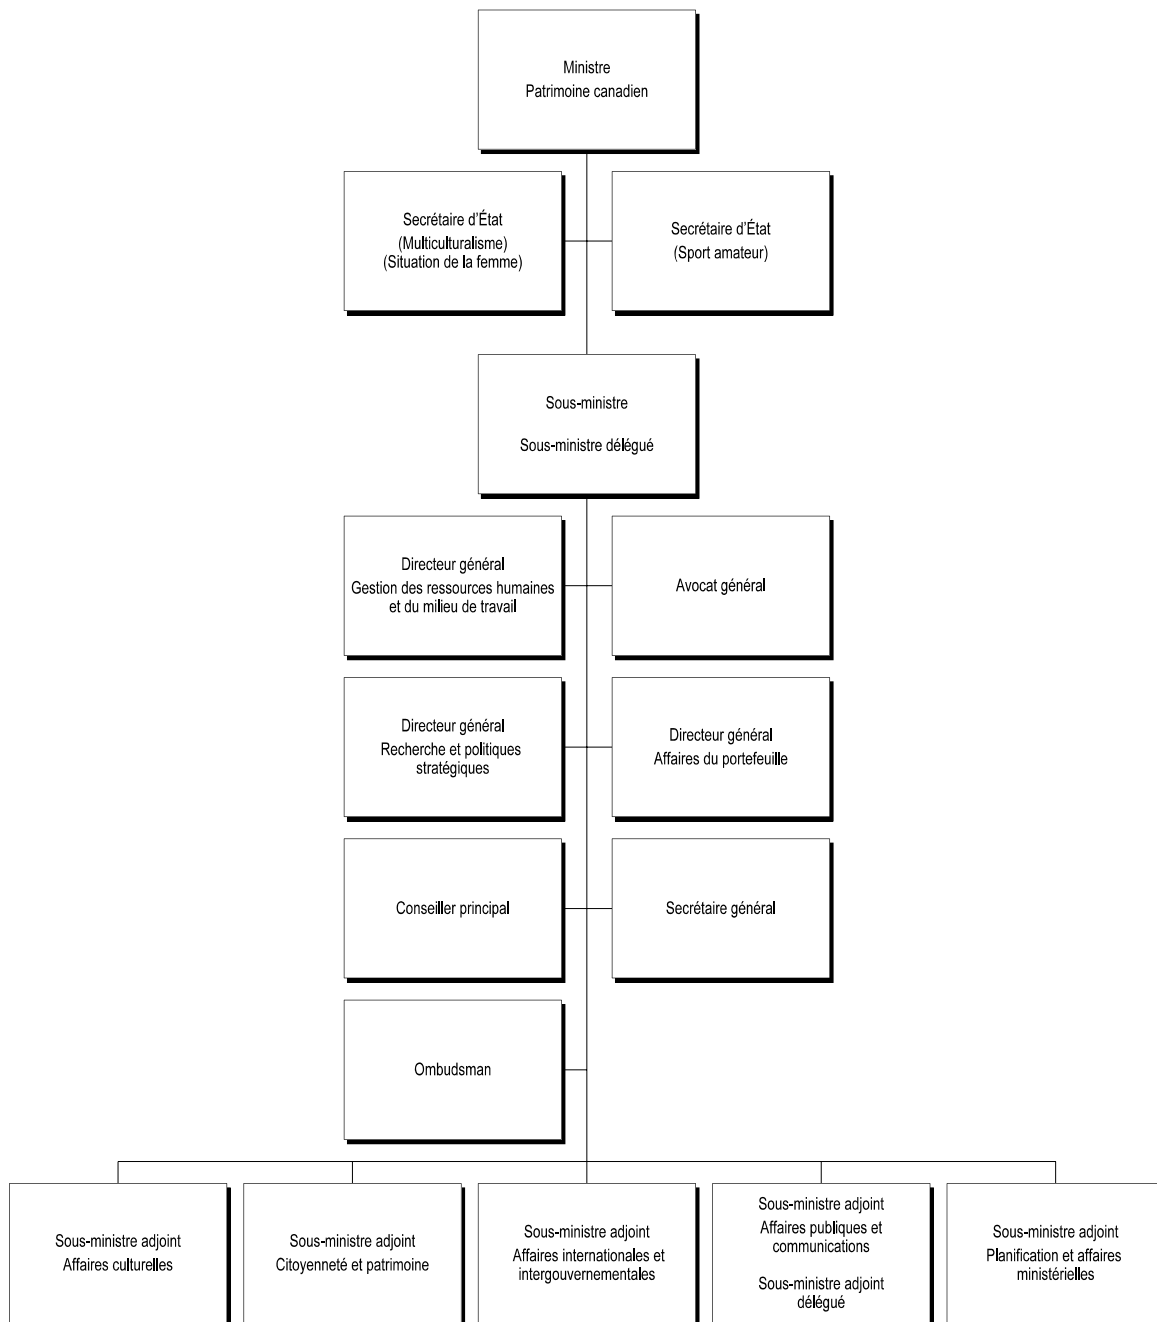 Ministre
Patrimoine canadien
Secrétaire d'État
(Multiculturalisme)
(Situation de la femme)
Secrétaire d'État
(Sport amateur)
Sous-ministre
Sous-ministre délégué
Directeur général
Gestion des ressources humaines
et du milieu de travail
Avocat général
Directeur général
Recherche et politiques
stratégiques
Directeur général
Affaires du portefeuille
Conseiller principal
Secrétaire général
Ombudsman
Sous-ministre adjoint
Affaires culturelles
Sous-ministre adjoint
Citoyenneté et patrimoine
Sous-ministre adjoint
Affaires internationales et
intergouvernementales
Sous-ministre adjoint
Affaires publiques et
communications
Sous-ministre adjoint
délégué
Sous-ministre adjoint
Planification et affaires
ministérielles